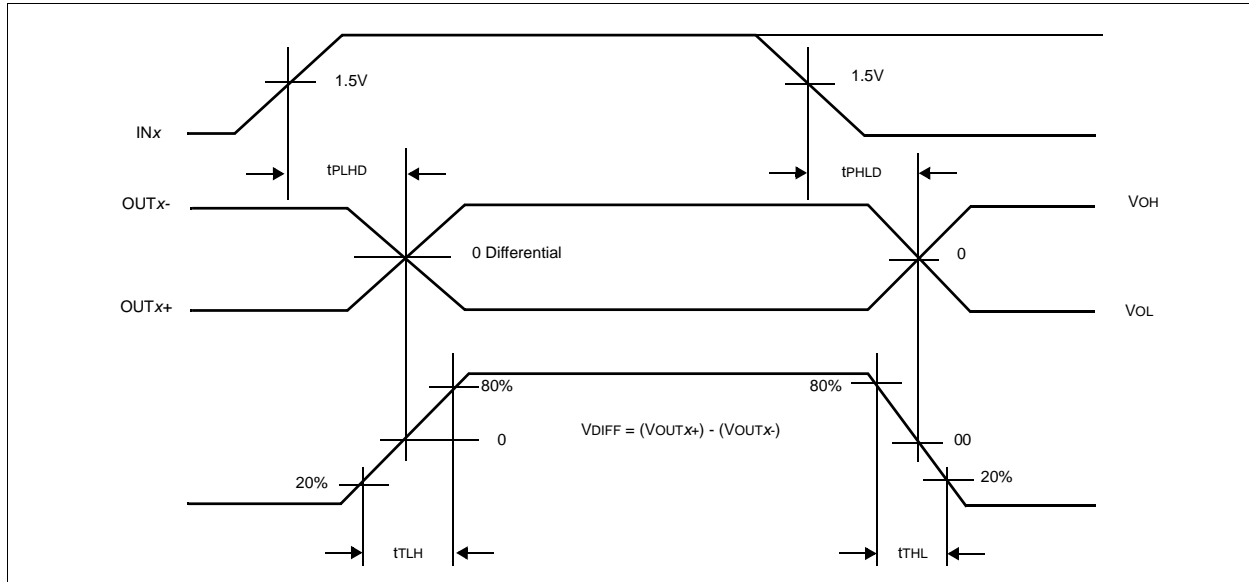 1.5V
1.5V
INx
tPLHD
tPHLD
OUTx-
VOH
0 Differential
0
OUTx+
VOL
80%
80%
0
VDIFF = (VOUTx+) - (VOUTx-)
00
20%
20%
tTLH
tTHL